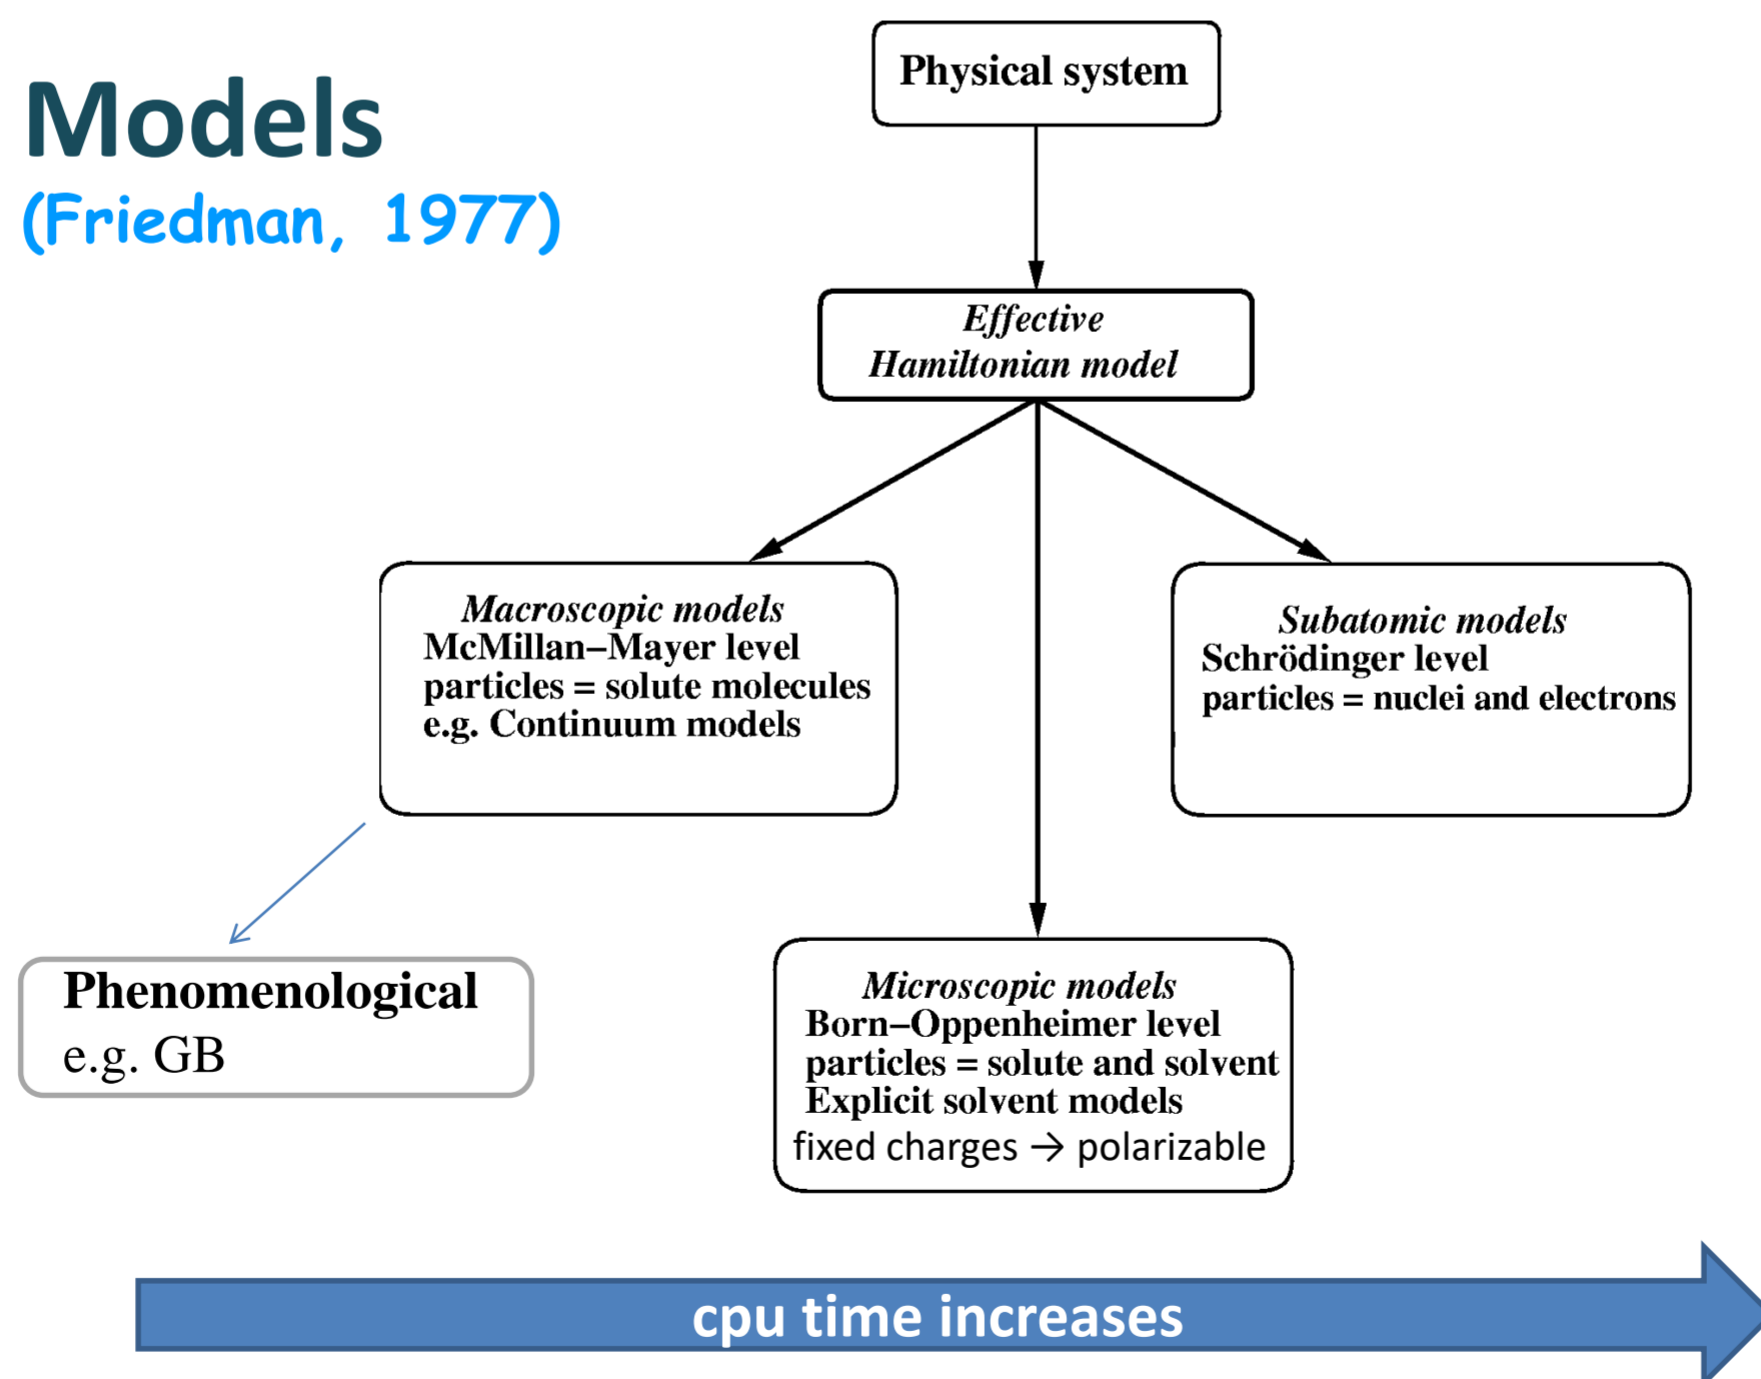 Models
(Friedman, 1977)
Physical system
Effective
Hamiltonian model
Macroscopic models
McMillan–Mayer level
particles = solute molecules
e.g. Continuum models
Subatomic models
Schrödinger level
particles = nuclei and electrons
Phenomenological
e.g. GB
Microscopic models
Born–Oppenheimer level
particles = solute and solvent
Explicit solvent models
fixed charges → polarizable
cpu time increases